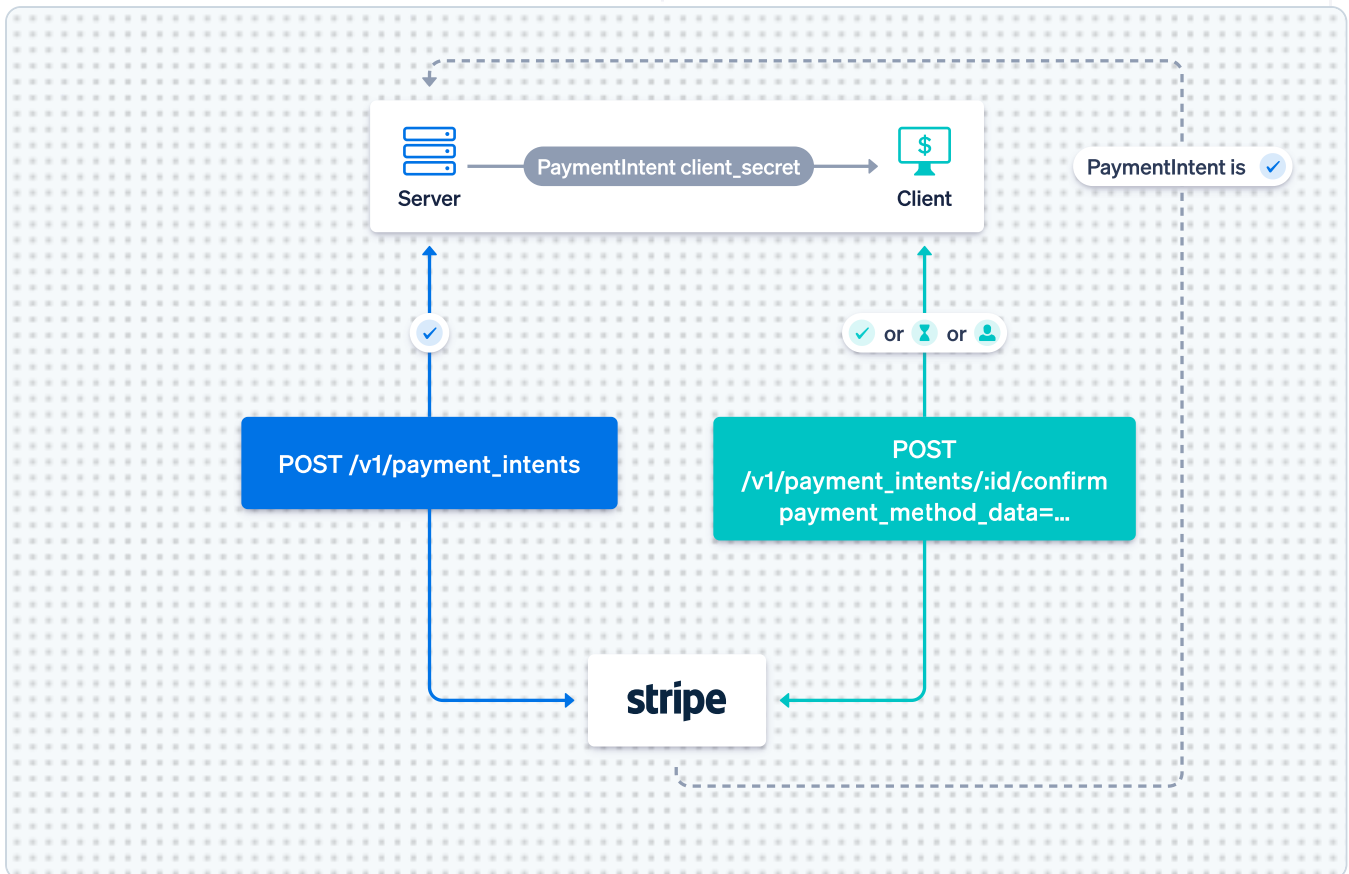 PaymentIntent client_secret
PaymentIntent is
Server
Client
or
or
POST /v1/payment_intents
POST
/v1/payment_intents/:id/confirm
payment_method_data=...
stripe
$